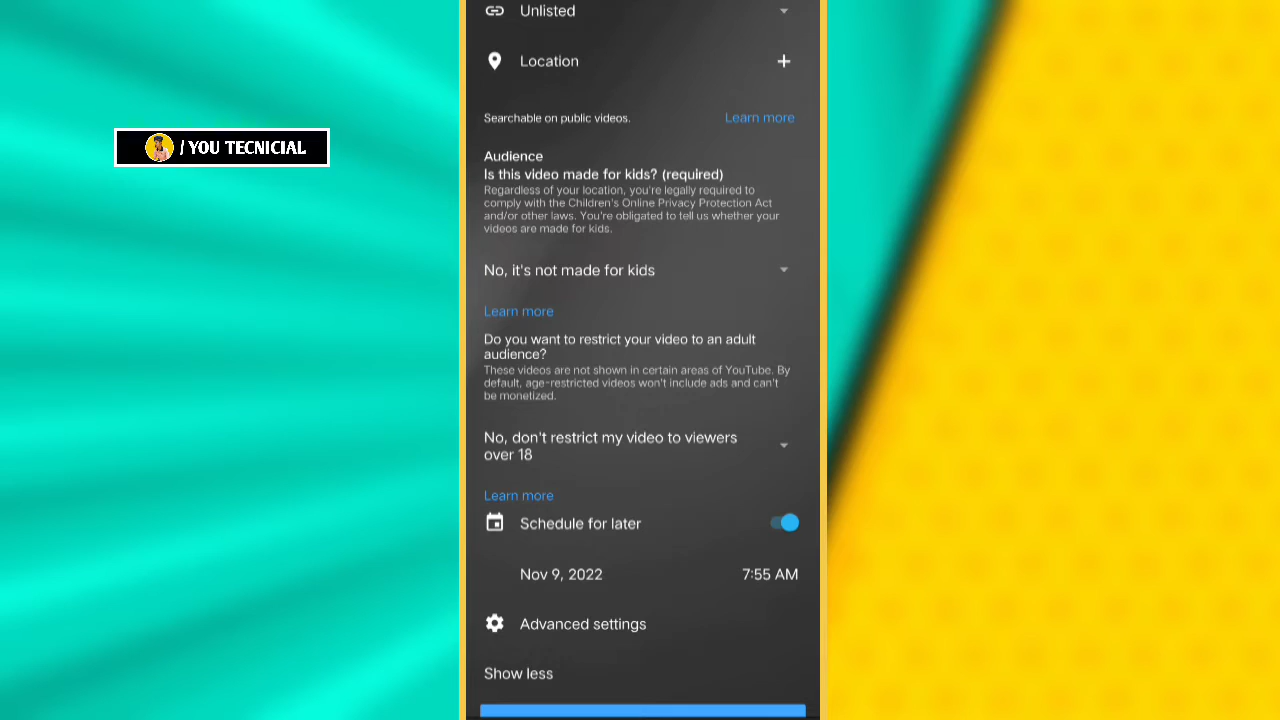 Unlisted
Location
/ YOU TECNICIAL
Searchable on public videos. Learn more
Audience
Is this video made for kids? (required)
Regardless of your location, you're legally required to
comply with the Children's Online Privacy Protection Act
and/or other laws. You're obligated to tell us whether your
videos are made for kids.
No, it's not made for kids
Learn more
Do you want to restrict your video to an adult
audience?
These videos are not shown in certain areas of YouTube. By
default, age-restricted videos won't include ads and can't
be monetized.
No, don't restrict my video to viewers
over 18
Learn more
Schedule for later
Nov 9, 2022 7:55 AM
Advanced settings
Show less